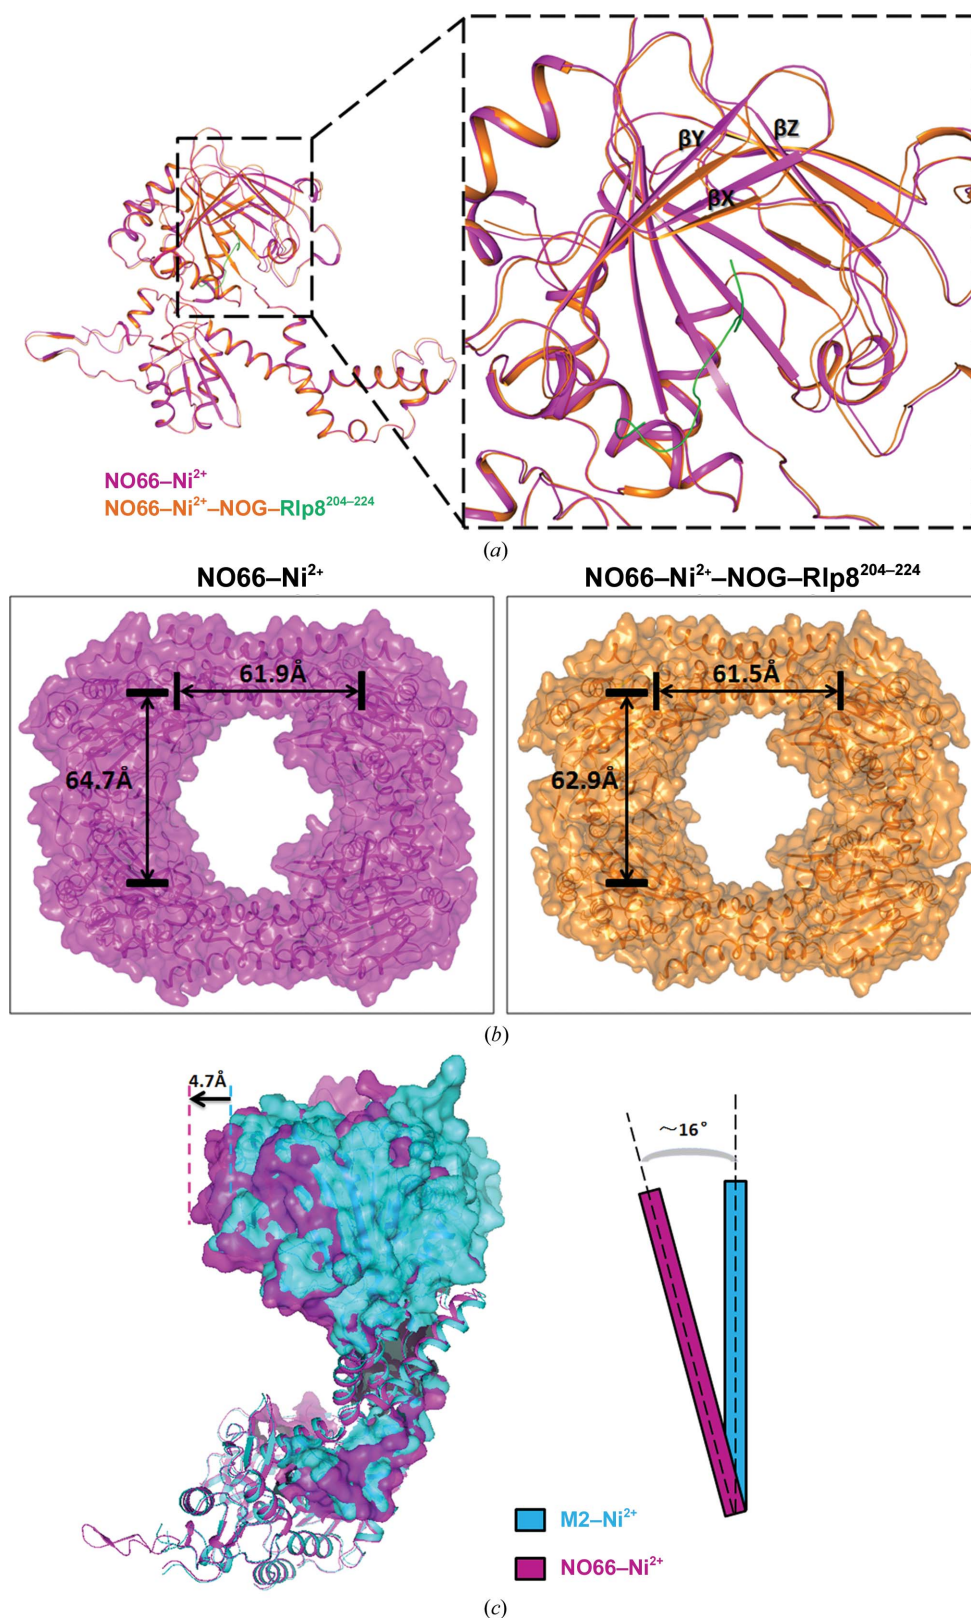 βY
βZ
βX
NO66–Ni²⁺
NO66–Ni²⁺–NOG–Rlp8²⁰⁴⁻²²⁴
(a)
NO66–Ni²⁺
NO66–Ni²⁺–NOG–Rlp8²⁰⁴⁻²²⁴
61.9Å
64.7Å
61.5Å
62.9Å
(b)
4.7Å
~16°
M2–Ni²⁺
NO66–Ni²⁺
(c)